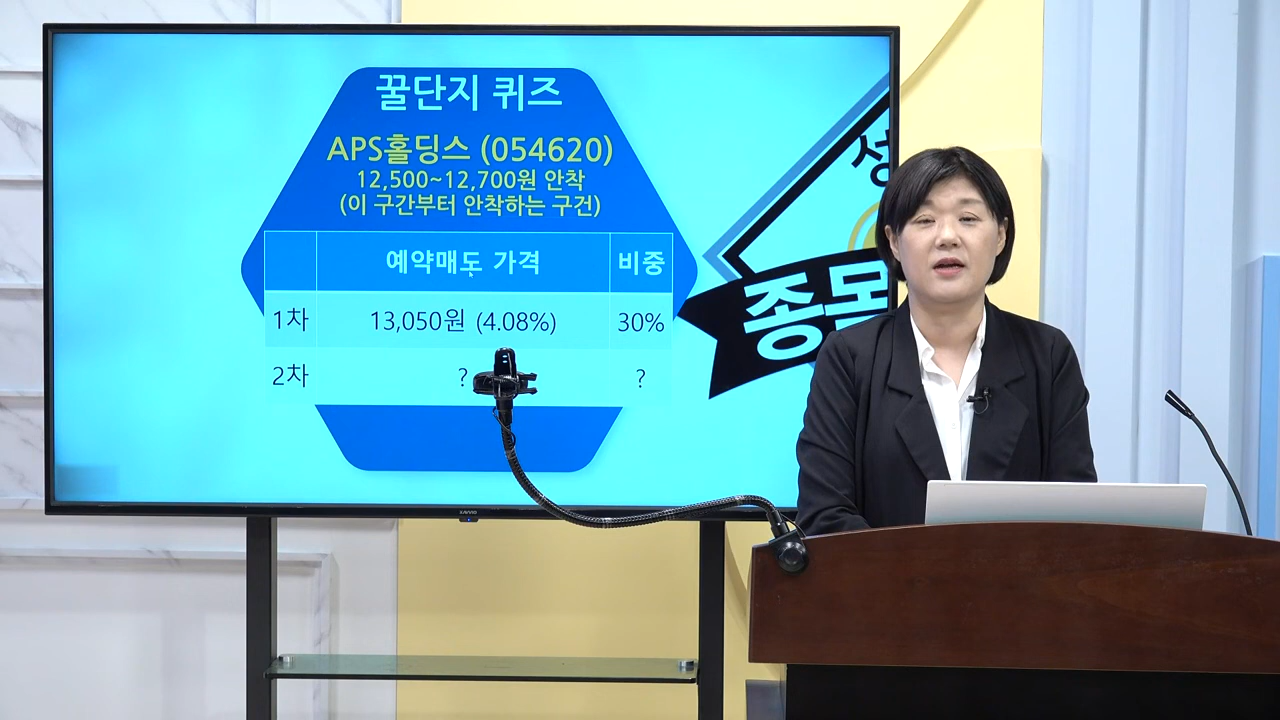 꿀단지 퀴즈
APS홀딩스 (054620)
12,500~12,700원 안착
(이 구간부터 안착하는 구건)
예약매도 가격 비중
1차 13,050원 (4.08%) 30%
2차 ? ?
성
종목